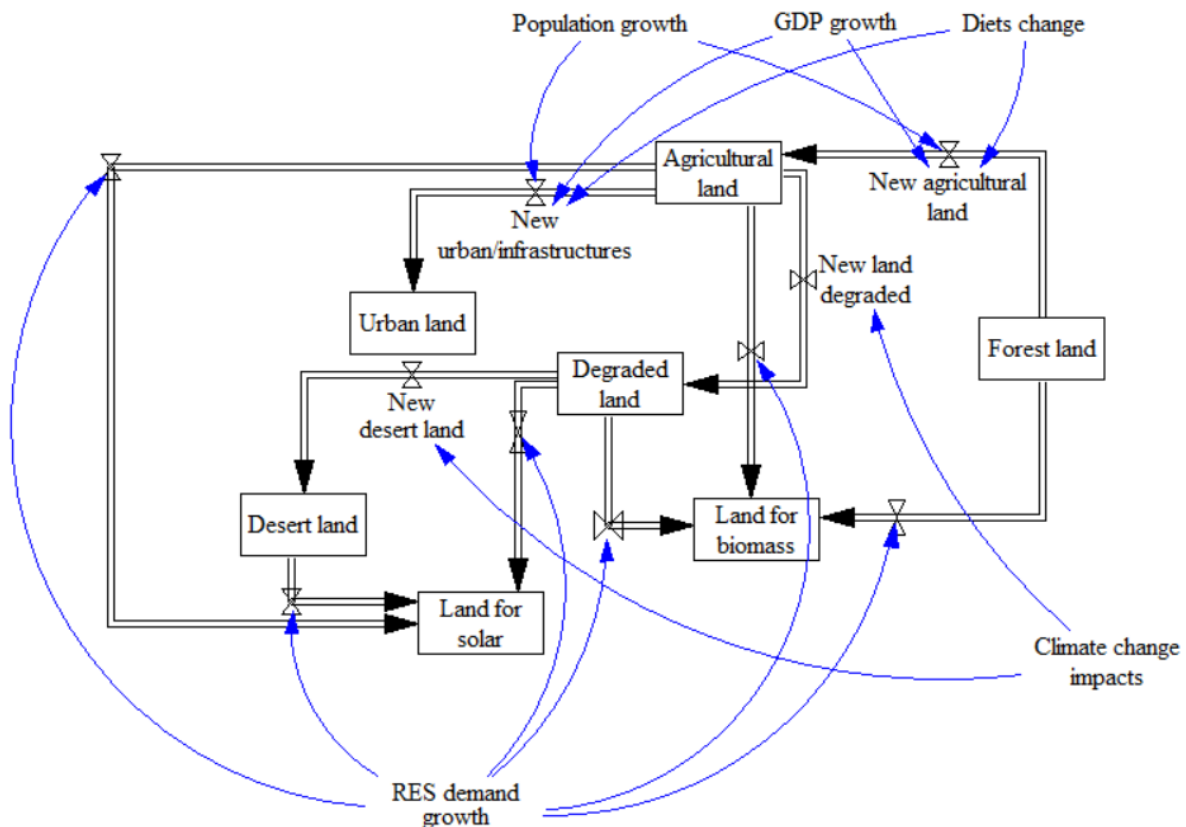 Population growth
GDP growth
Diets change
Agricultural
land
New agricultural
land
New
urban/infrastructures
New land
degraded
Urban land
Forest land
Degraded
land
New
desert land
Desert land
Land for
biomass
Land for
solar
Climate change
impacts
RES demand
growth